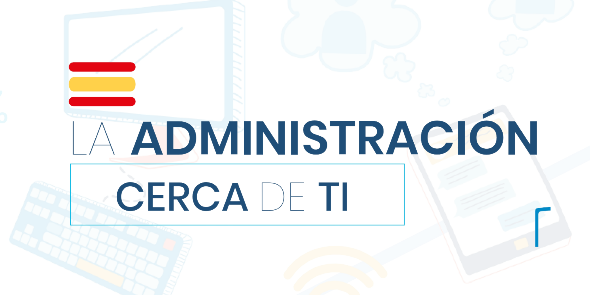 LA ADMINISTRACIÓN
CERCA DE TI